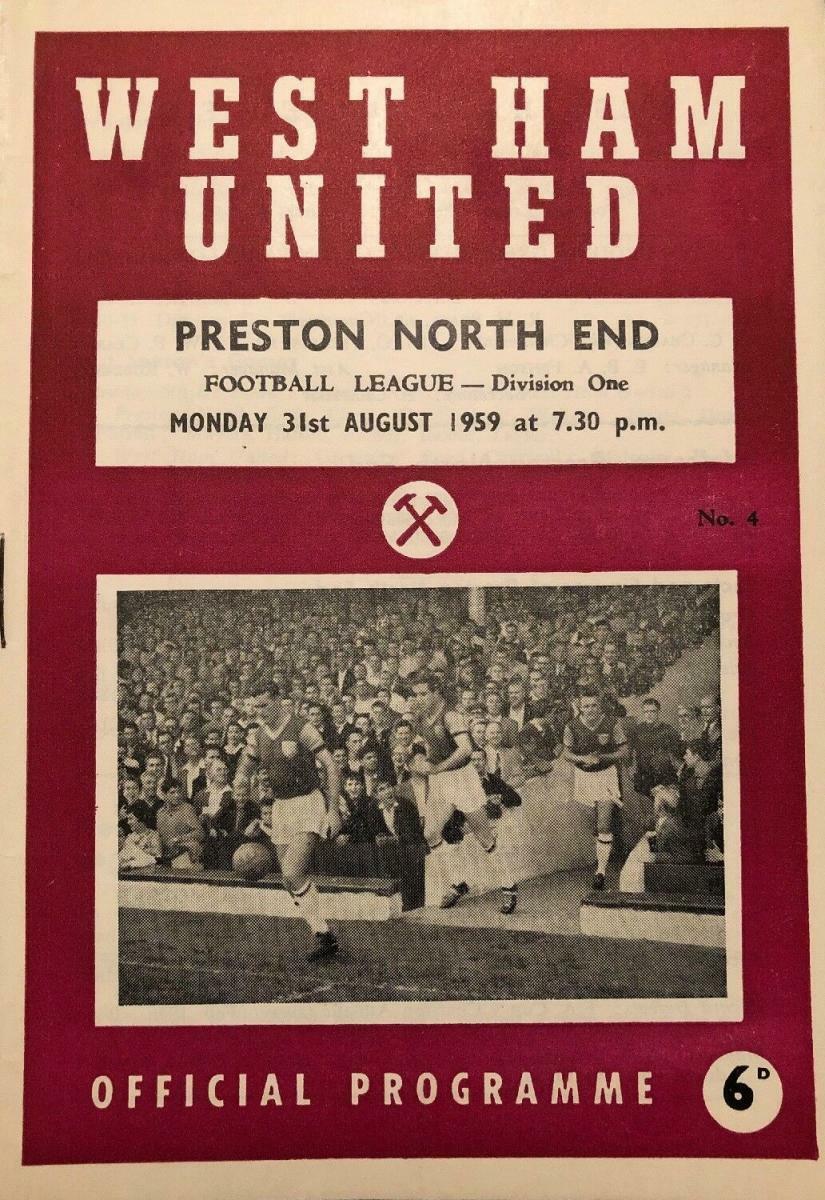 WEST HAM
UNITED
PRESTON NORTH END
FOOTBALL LEAGUE — Division One
MONDAY 31st AUGUST 1959 at 7.30 p.m.
No. 4
OFFICIAL PROGRAMME
6D